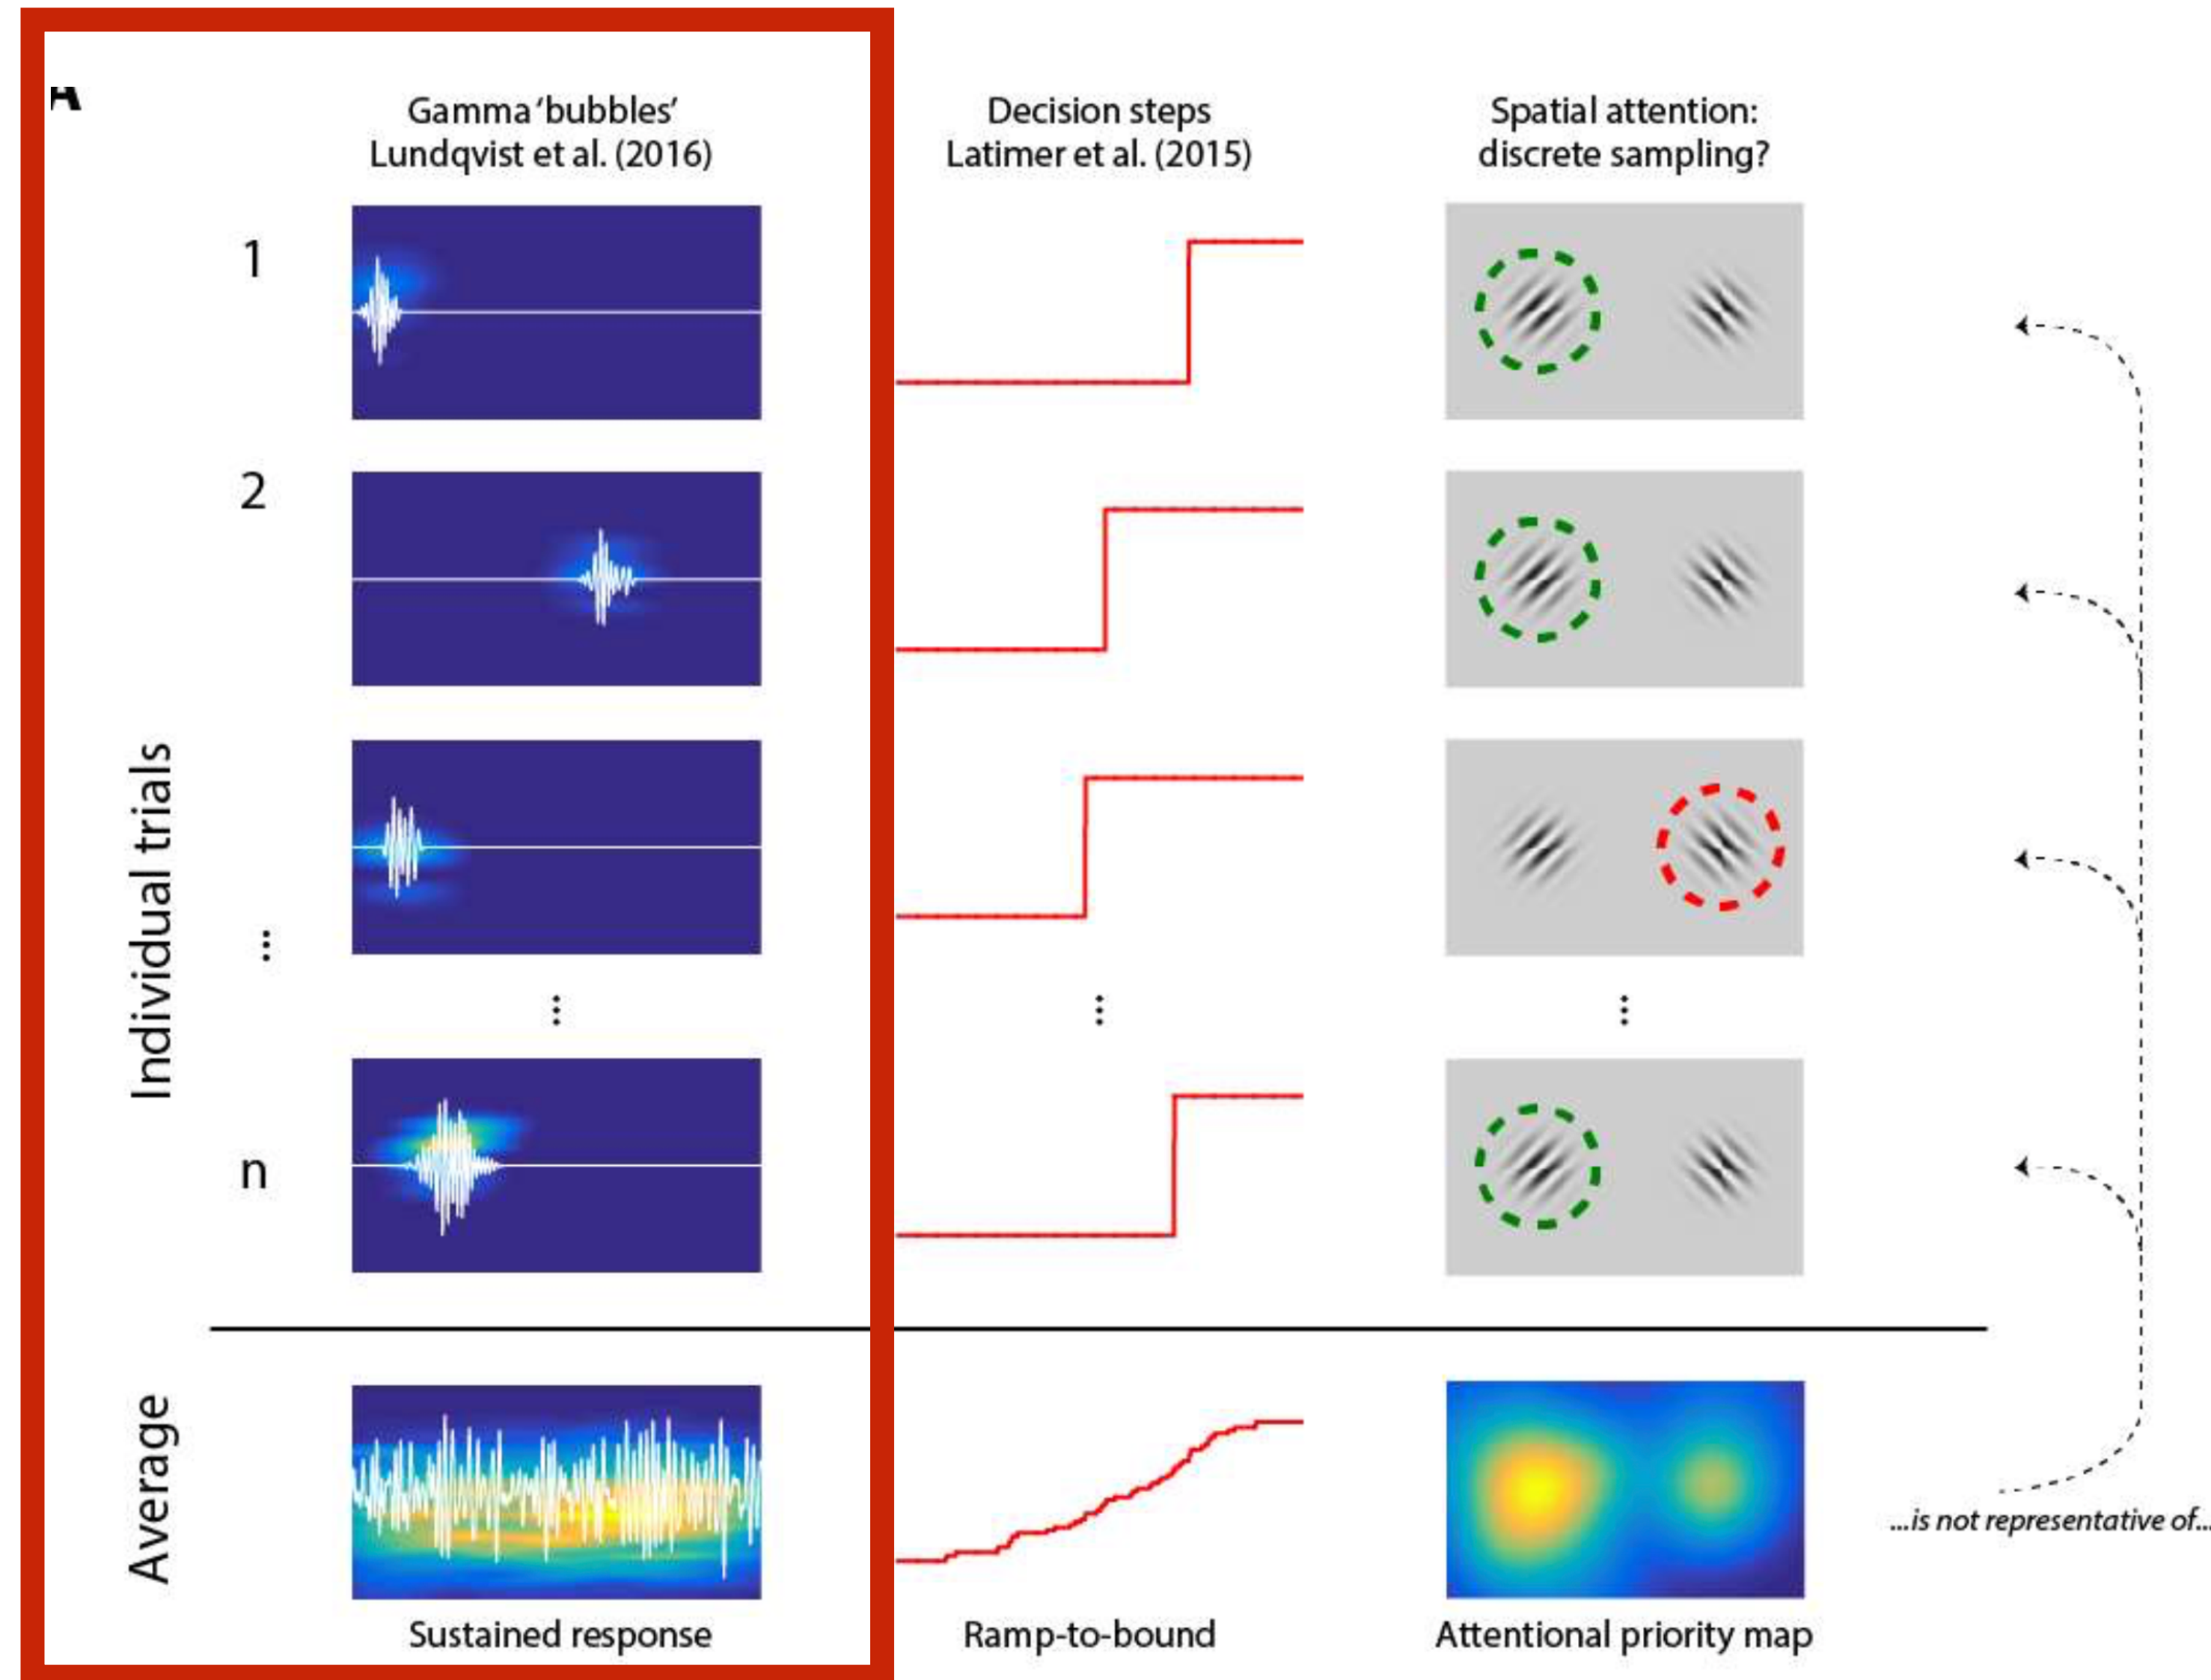 A
Gamma 'bubbles'
Lundqvist et al. (2016)
Decision steps
Latimer et al. (2015)
Spatial attention:
discrete sampling?
1
2
...
n
Individual trials
...
...
...
Average
Sustained response
Ramp-to-bound
Attentional priority map
...is not representative of...